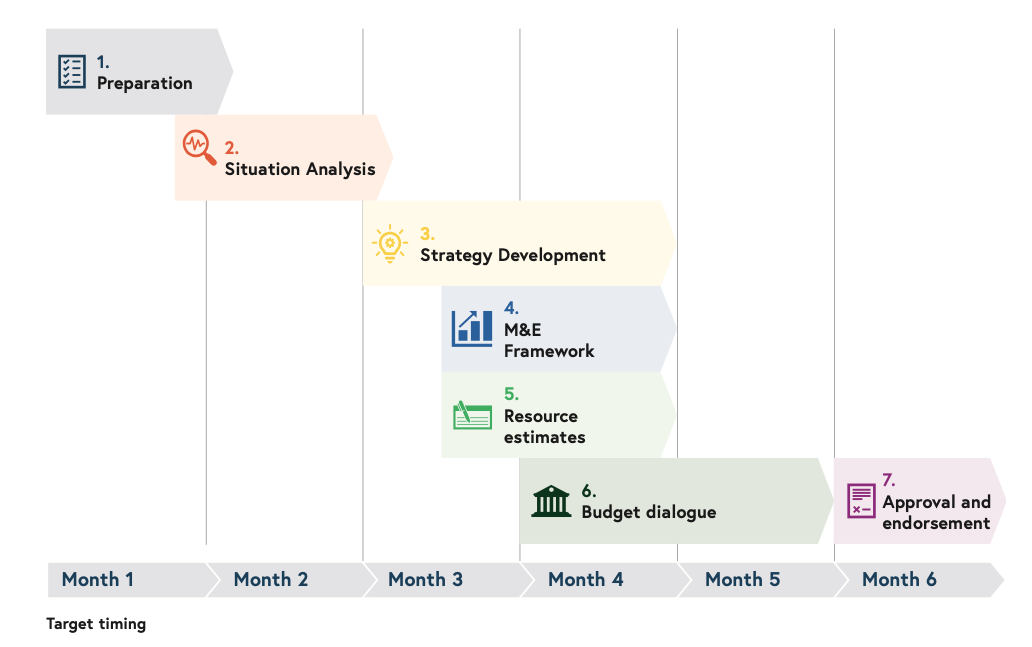 1.
Preparation
2.
Situation Analysis
3.
Strategy Development
4.
M&E
Framework
5.
Resource
estimates
6.
Budget dialogue
7.
Approval and
endorsement
Month 1
Month 2
Month 3
Month 4
Month 5
Month 6
Target timing